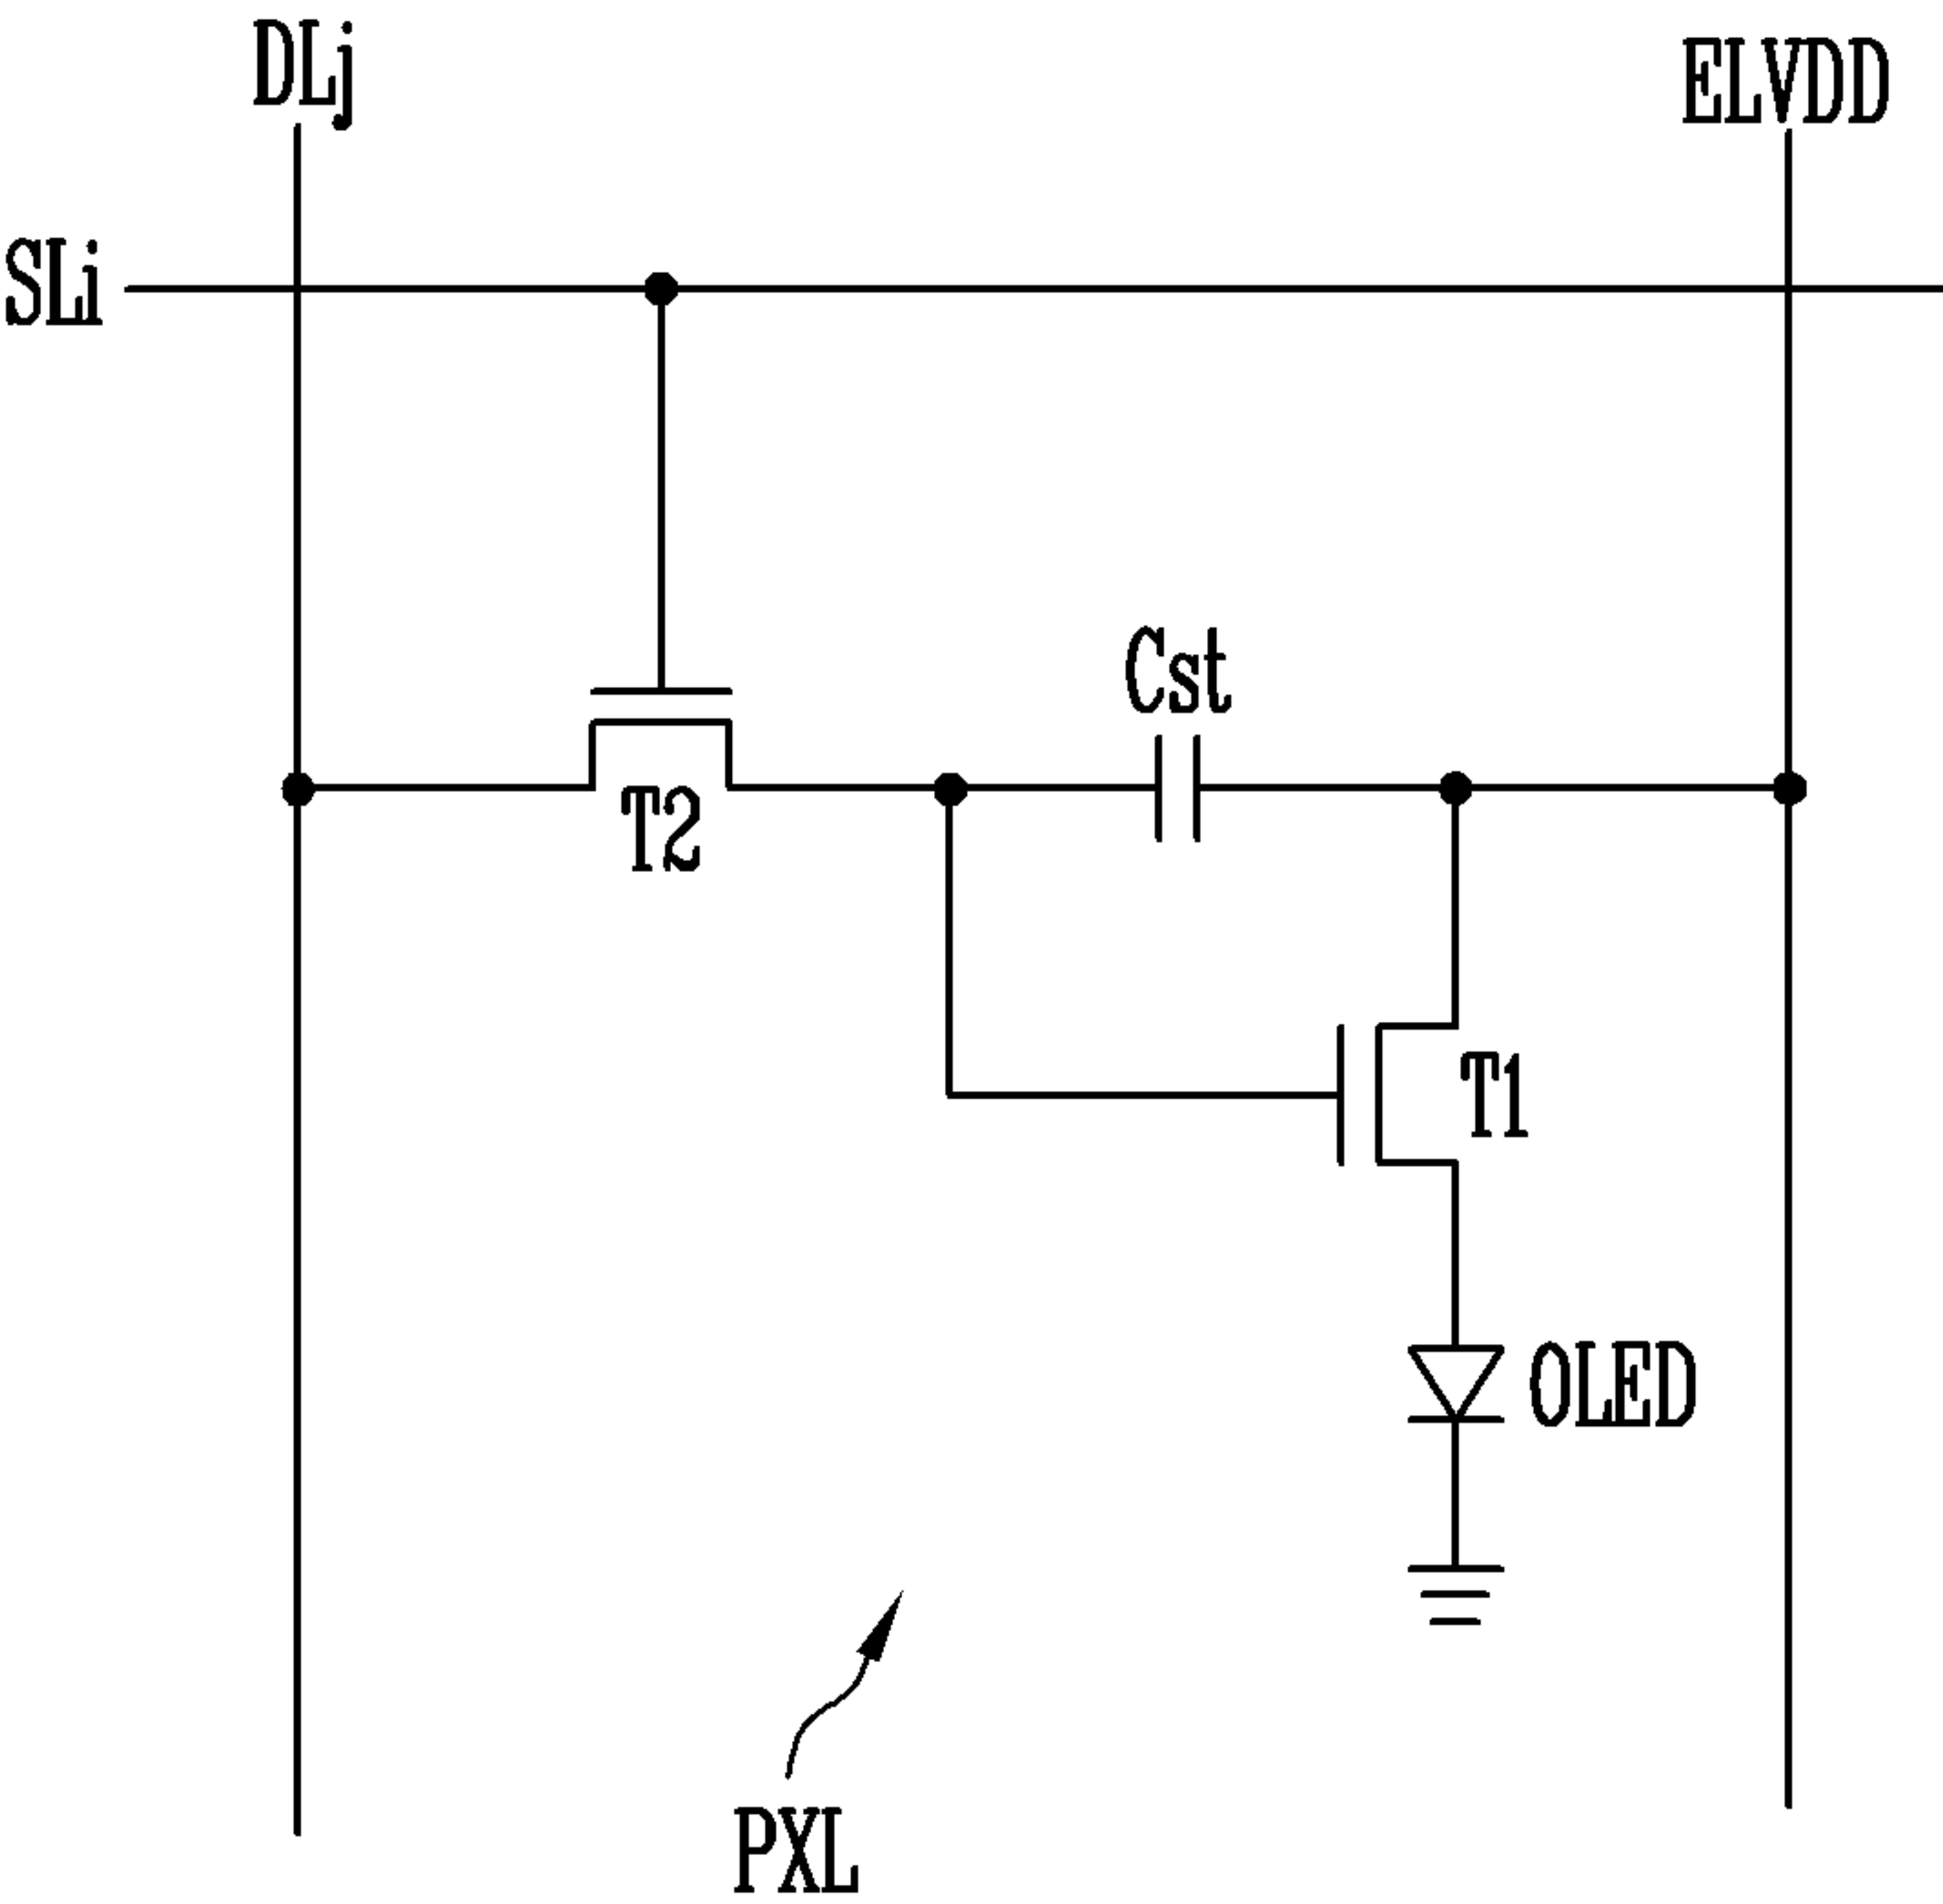 DLj
ELVDD
SLi
Cst
T2
T1
OLED
PXL